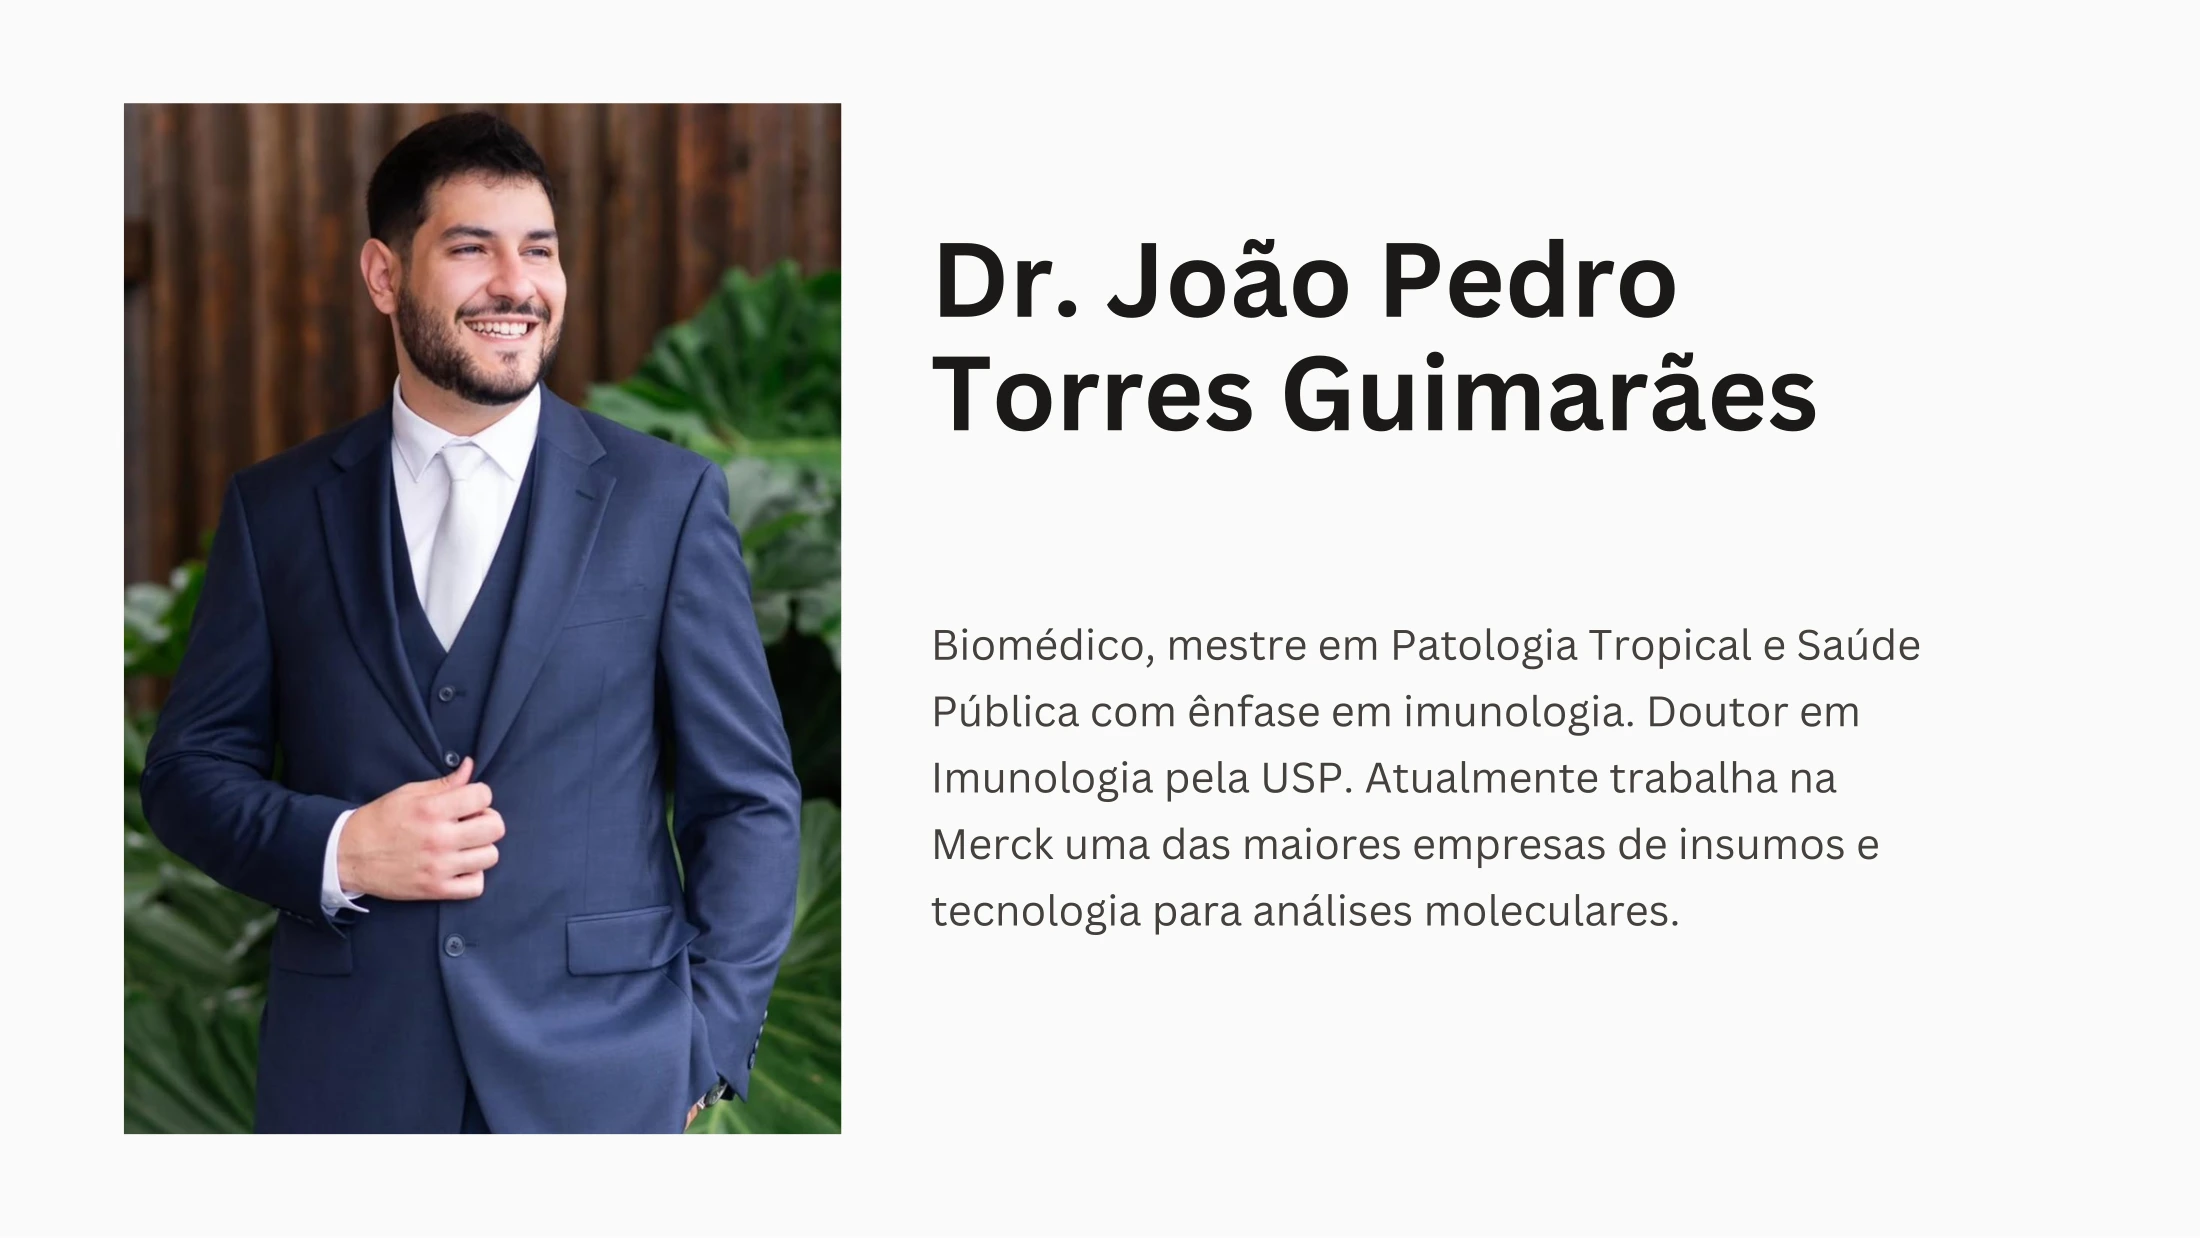 Dr. João Pedro
Torres Guimarães
Biomédico, mestre em Patologia Tropical e Saúde
Pública com ênfase em imunologia. Doutor em
Imunologia pela USP. Atualmente trabalha na
Merck uma das maiores empresas de insumos e
tecnologia para análises moleculares.